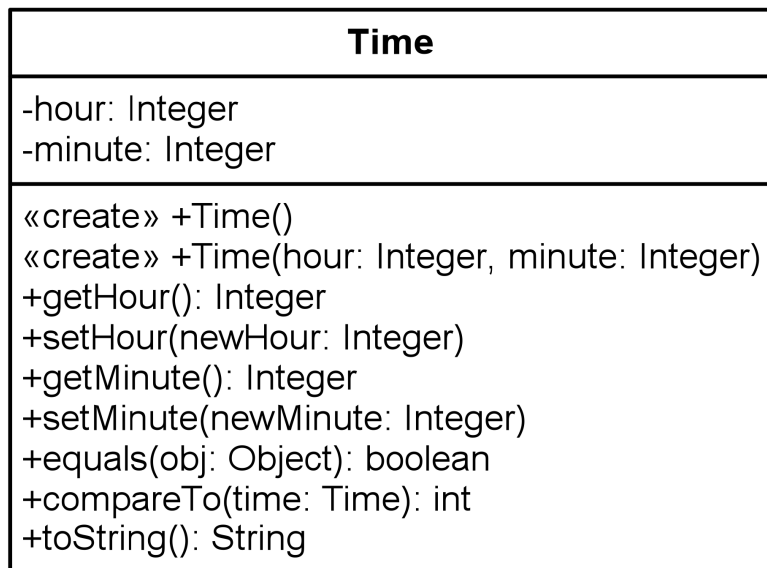 Time
-hour: Integer
-minute: Integer
«create» +Time()
«create» +Time(hour: Integer, minute: Integer)
+getHour(): Integer
+setHour(newHour: Integer)
+getMinute(): Integer
+setMinute(newMinute: Integer)
+equals(obj: Object): boolean
+compareTo(time: Time): int
+toString(): String